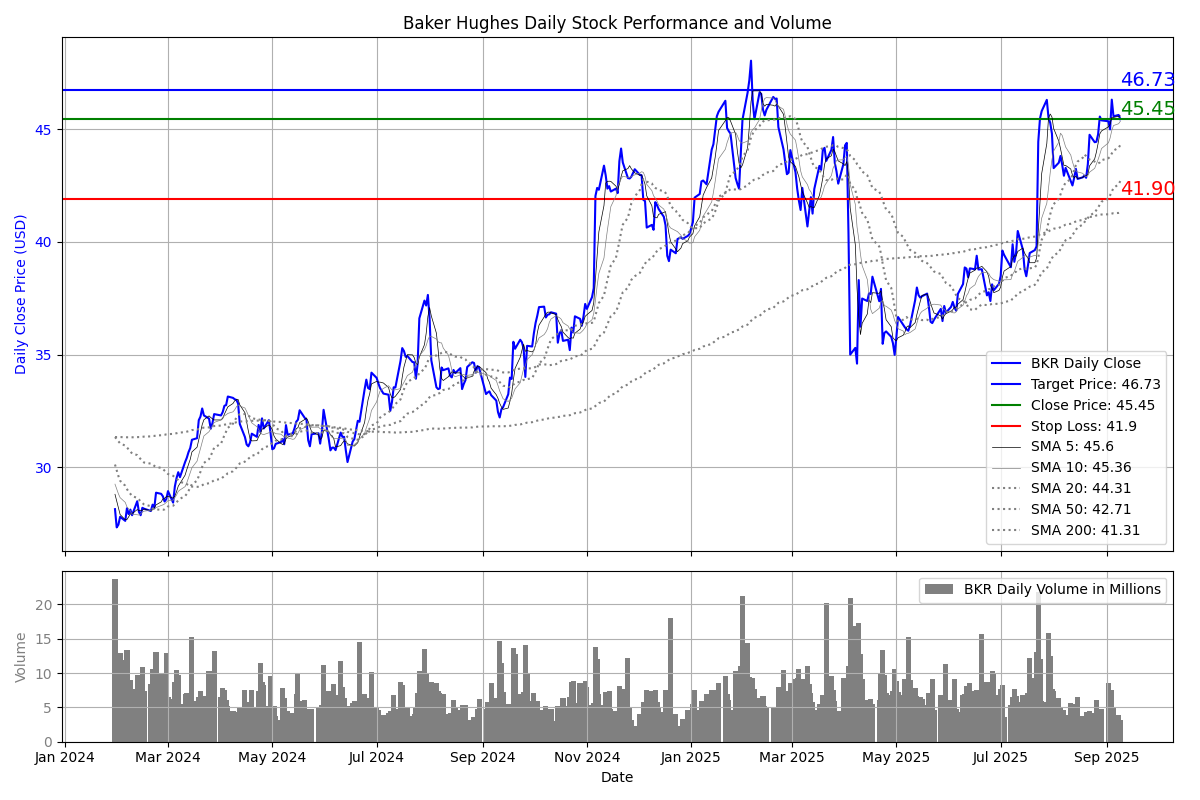 Baker Hughes Daily Stock Performance and Volume
Daily Close Price (USD)
45
40
35
30
46.73
45.45
41.90
BKR Daily Close
Target Price: 46.73
Close Price: 45.45
Stop Loss: 41.9
SMA 5: 45.6
SMA 10: 45.36
SMA 20: 44.31
SMA 50: 42.71
SMA 200: 41.31
Volume
20
15
10
5
0
BKR Daily Volume in Millions
Jan 2024 Mar 2024 May 2024 Jul 2024 Sep 2024 Nov 2024 Jan 2025 Mar 2025 May 2025 Jul 2025 Sep 2025
Date